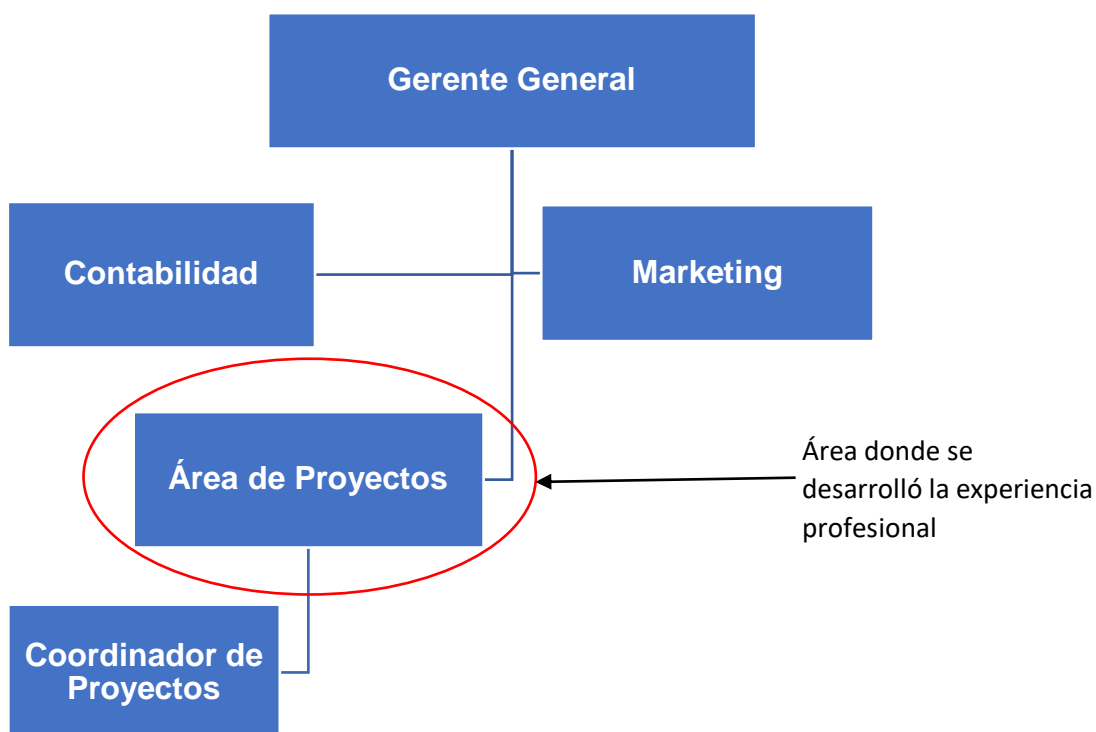 Gerente General
Contabilidad
Marketing
Área de Proyectos
Área donde se
desarrolló la experiencia
profesional
Coordinador de
Proyectos